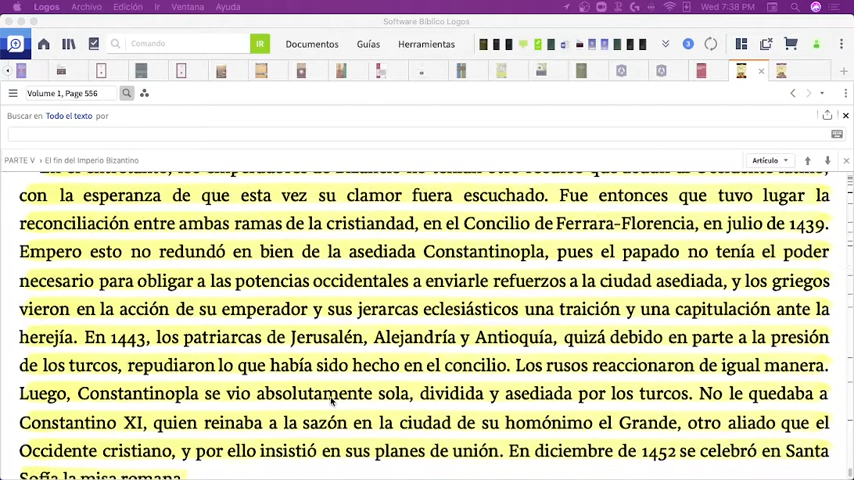 Logos Archivo Edición Ir Ventana Ayuda 7:38 PM
Software Bíblico Logos
Comando IR Documentos Guías Herramientas 3
Volume 1, Page 556
Buscar en Todo el texto por
PARTE V › El fin del Imperio Bizantino Artículo
con la esperanza de que esta vez su clamor fuera escuchado. Fue entonces que tuvo lugar la
reconciliación entre ambas ramas de la cristiandad, en el Concilio de Ferrara-Florencia, en julio de 1439.
Empero esto no redundó en bien de la asediada Constantinopla, pues el papado no tenía el poder
necesario para obligar a las potencias occidentales a enviarle refuerzos a la ciudad asediada, y los griegos
vieron en la acción de su emperador y sus jerarcas eclesiásticos una traición y una capitulación ante la
herejía. En 1443, los patriarcas de Jerusalén, Alejandría y Antioquía, quizá debido en parte a la presión
de los turcos, repudiaron lo que había sido hecho en el concilio. Los rusos reaccionaron de igual manera.
Luego, Constantinopla se vio absolutamente sola, dividida y asediada por los turcos. No le quedaba a
Constantino XI, quien reinaba a la sazón en la ciudad de su homónimo el Grande, otro aliado que el
Occidente cristiano, y por ello insistió en sus planes de unión. En diciembre de 1452 se celebró en Santa
Sofía la misa romana.